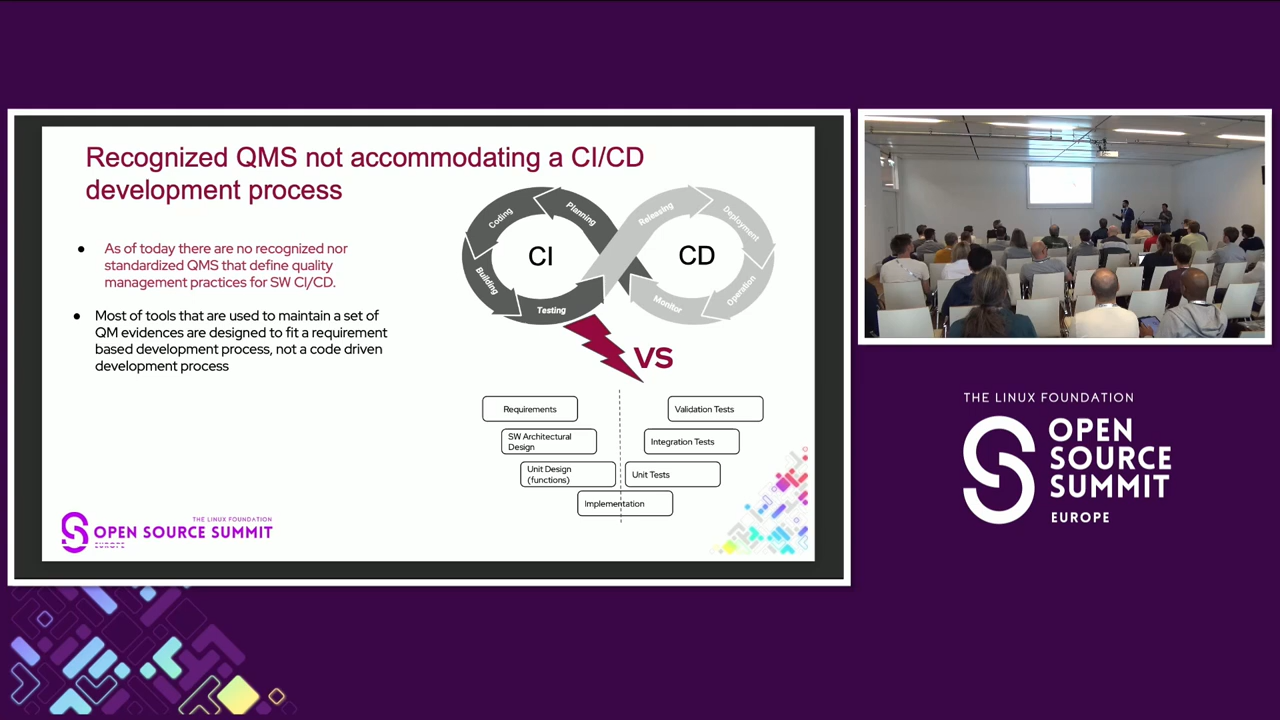 Recognized QMS not accommodating a CI/CD
development process
As of today there are no recognized nor
standardized QMS that define quality
management practices for SW CI/CD.
Most of tools that are used to maintain a set of
QM evidences are designed to fit a requirement
based development process, not a code driven
development process
Coding
Planning
Building
Testing
CI
Releasing
Deployment
Operation
Monitor
CD
VS
Requirements
Validation Tests
SW Architectural
Design
Integration Tests
Unit Design
(functions)
Unit Tests
Implementation
THE LINUX FOUNDATION
OPEN SOURCE SUMMIT
THE LINUX FOUNDATION
OPEN
SOURCE
SUMMIT
EUROPE